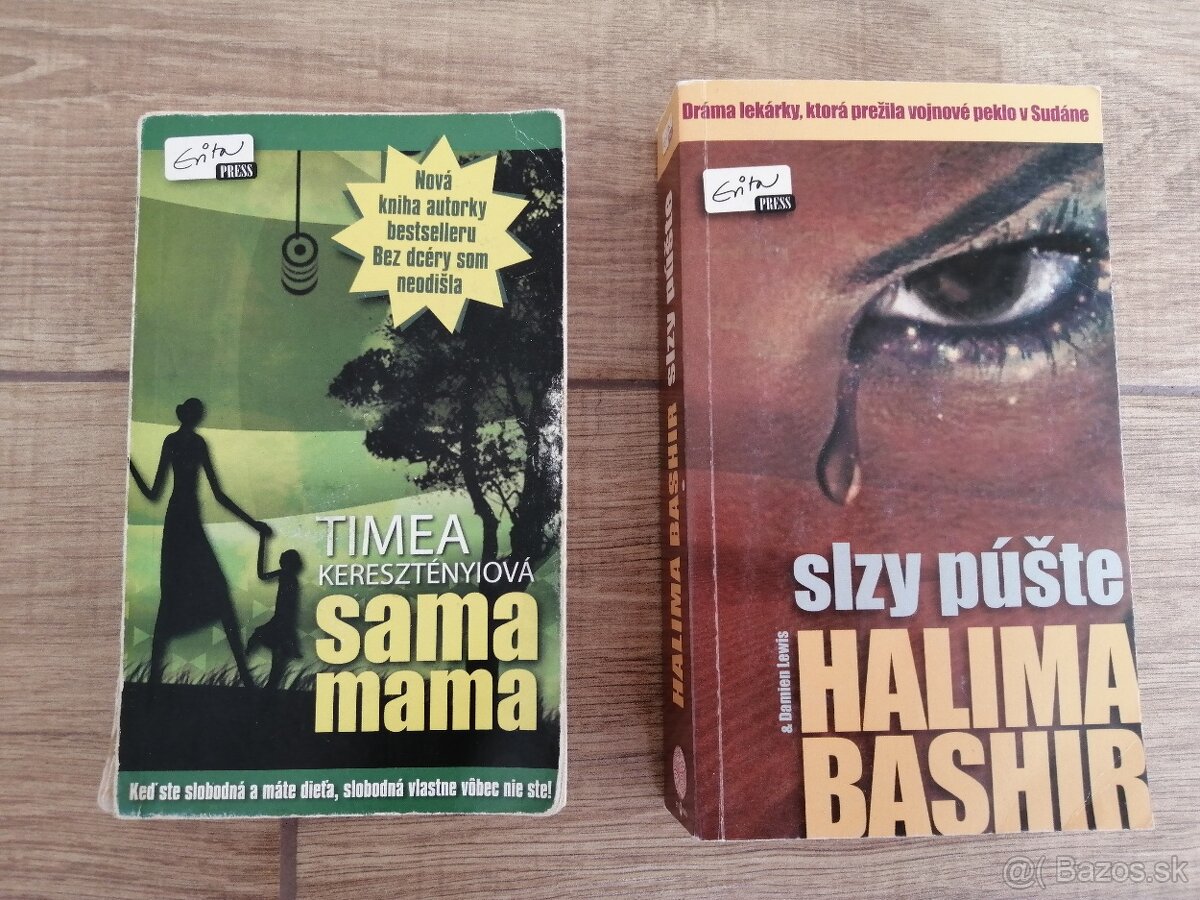 Evita
PRESS
Nová
kniha autorky
bestselleru
Bez dcéry som
neodišla
TIMEA
KERESZTÉNYIOVÁ
sama
mama
Keď ste slobodná a máte dieťa, slobodná vlastne vôbec nie ste!
Dráma lekárky, ktorá prežila vojnové peklo v Sudáne
Evita
PRESS
HALIMA BASHIR slzy púšte
slzy púšte
& Damien Lewis
HALIMA
BASHIR
@( Bazos.sk